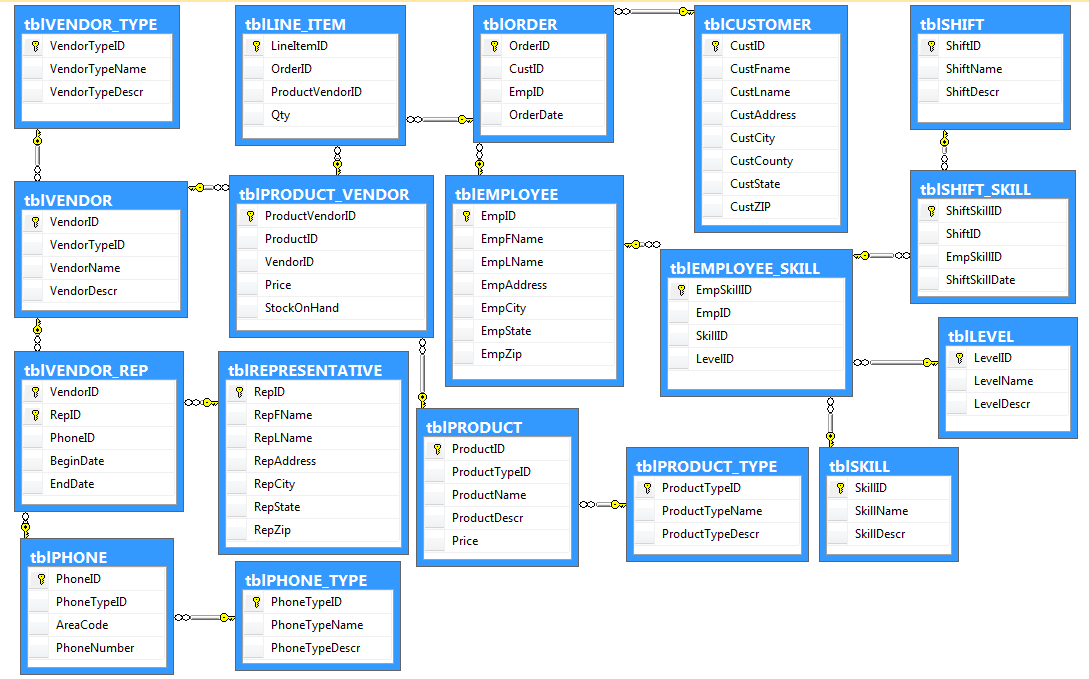 tblVENDOR_TYPE
VendorTypeID
VendorTypeName
VendorTypeDescr
tblLINE_ITEM
LineItemID
OrderID
ProductVendorID
Qty
tblORDER
OrderID
CustID
EmpID
OrderDate
tblCUSTOMER
CustID
CustFname
CustLname
CustAddress
CustCity
CustCounty
CustState
CustZIP
tblSHIFT
ShiftID
ShiftName
ShiftDescr
tblVENDOR
VendorID
VendorTypeID
VendorName
VendorDescr
tblPRODUCT_VENDOR
ProductVendorID
ProductID
VendorID
Price
StockOnHand
tblEMPLOYEE
EmpID
EmpFName
EmpLName
EmpAddress
EmpCity
EmpState
EmpZip
tblEMPLOYEE_SKILL
EmpSkillID
EmpID
SkillID
LevelID
tblSHIFT_SKILL
ShiftSkillID
ShiftID
EmpSkillID
ShiftSkillDate
tblVENDOR_REP
VendorID
RepID
PhoneID
BeginDate
EndDate
tblREPRESENTATIVE
RepID
RepFName
RepLName
RepAddress
RepCity
RepState
RepZip
tblPRODUCT
ProductID
ProductTypeID
ProductName
ProductDescr
Price
tblPRODUCT_TYPE
ProductTypeID
ProductTypeName
ProductTypeDescr
tblSKILL
SkillID
SkillName
SkillDescr
tblLEVEL
LevelID
LevelName
LevelDescr
tblPHONE
PhoneID
PhoneTypeID
AreaCode
PhoneNumber
tblPHONE_TYPE
PhoneTypeID
PhoneTypeName
PhoneTypeDescr